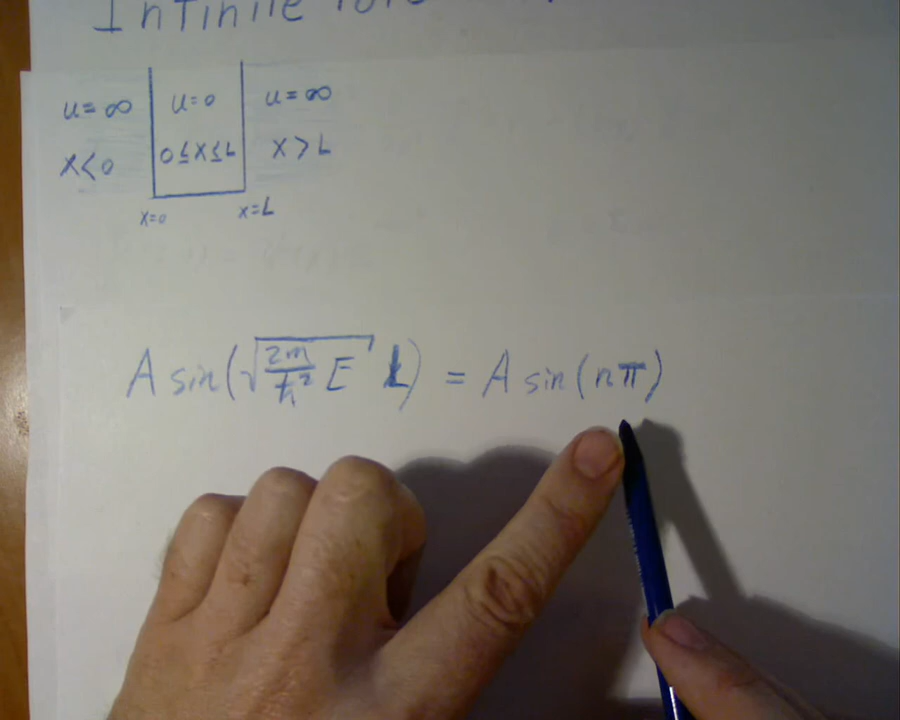 Infinite
u=∞ u=0 u=∞
x<0 0≤x≤L x>L
x=0 x=L
A sin(√(2m/ħ² E) L) = A sin(nπ)